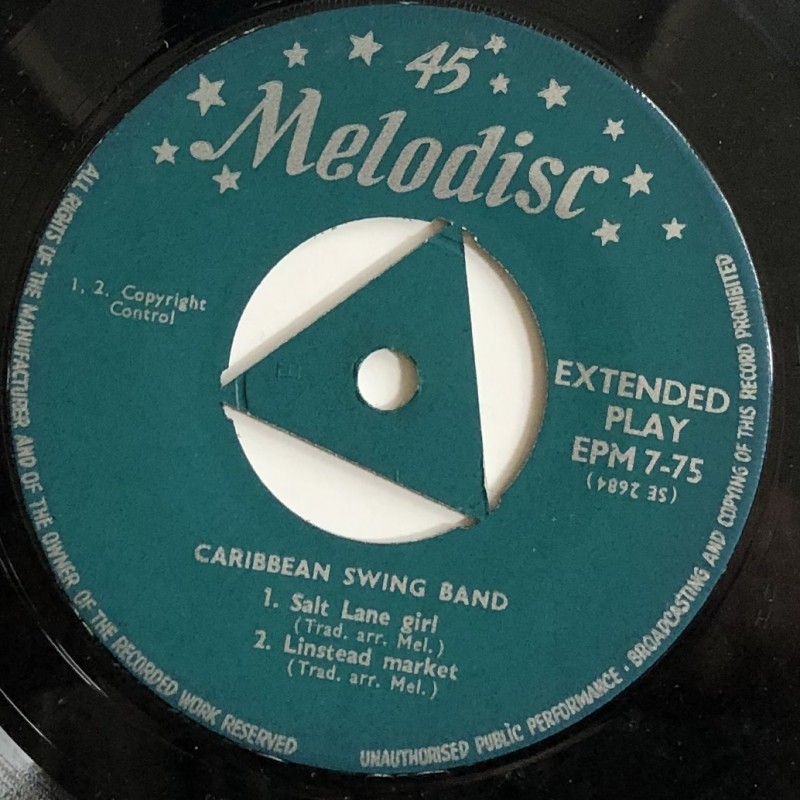 45
Melodisc
1, 2. Copyright
Control
EXTENDED
PLAY
EPM 7-75
(SE 2684)
CARIBBEAN SWING BAND
1. Salt Lane girl
(Trad. arr. Mel.)
2. Linstead market
(Trad. arr. Mel.)
ALL RIGHTS OF THE MANUFACTURER AND OF THE OWNER OF THE RECORDED WORK RESERVED
UNAUTHORISED PUBLIC PERFORMANCE · BROADCASTING AND COPYING OF THIS RECORD PROHIBITED